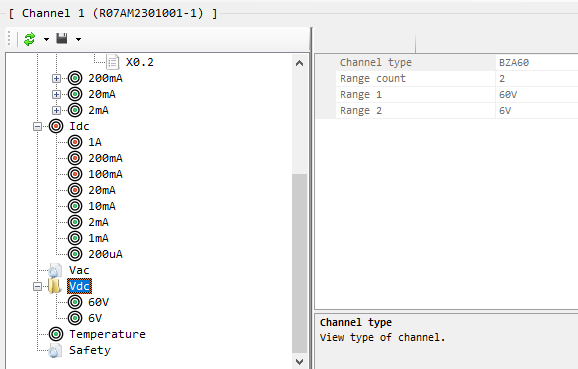 [ Channel 1 (R07AM2301001-1) ]
X0.2
200mA
20mA
2mA
Idc
1A
200mA
100mA
20mA
10mA
2mA
1mA
200uA
Vac
Vdc
60V
6V
Temperature
Safety
Channel type BZA60
Range count 2
Range 1 60V
Range 2 6V
Channel type
View type of channel.